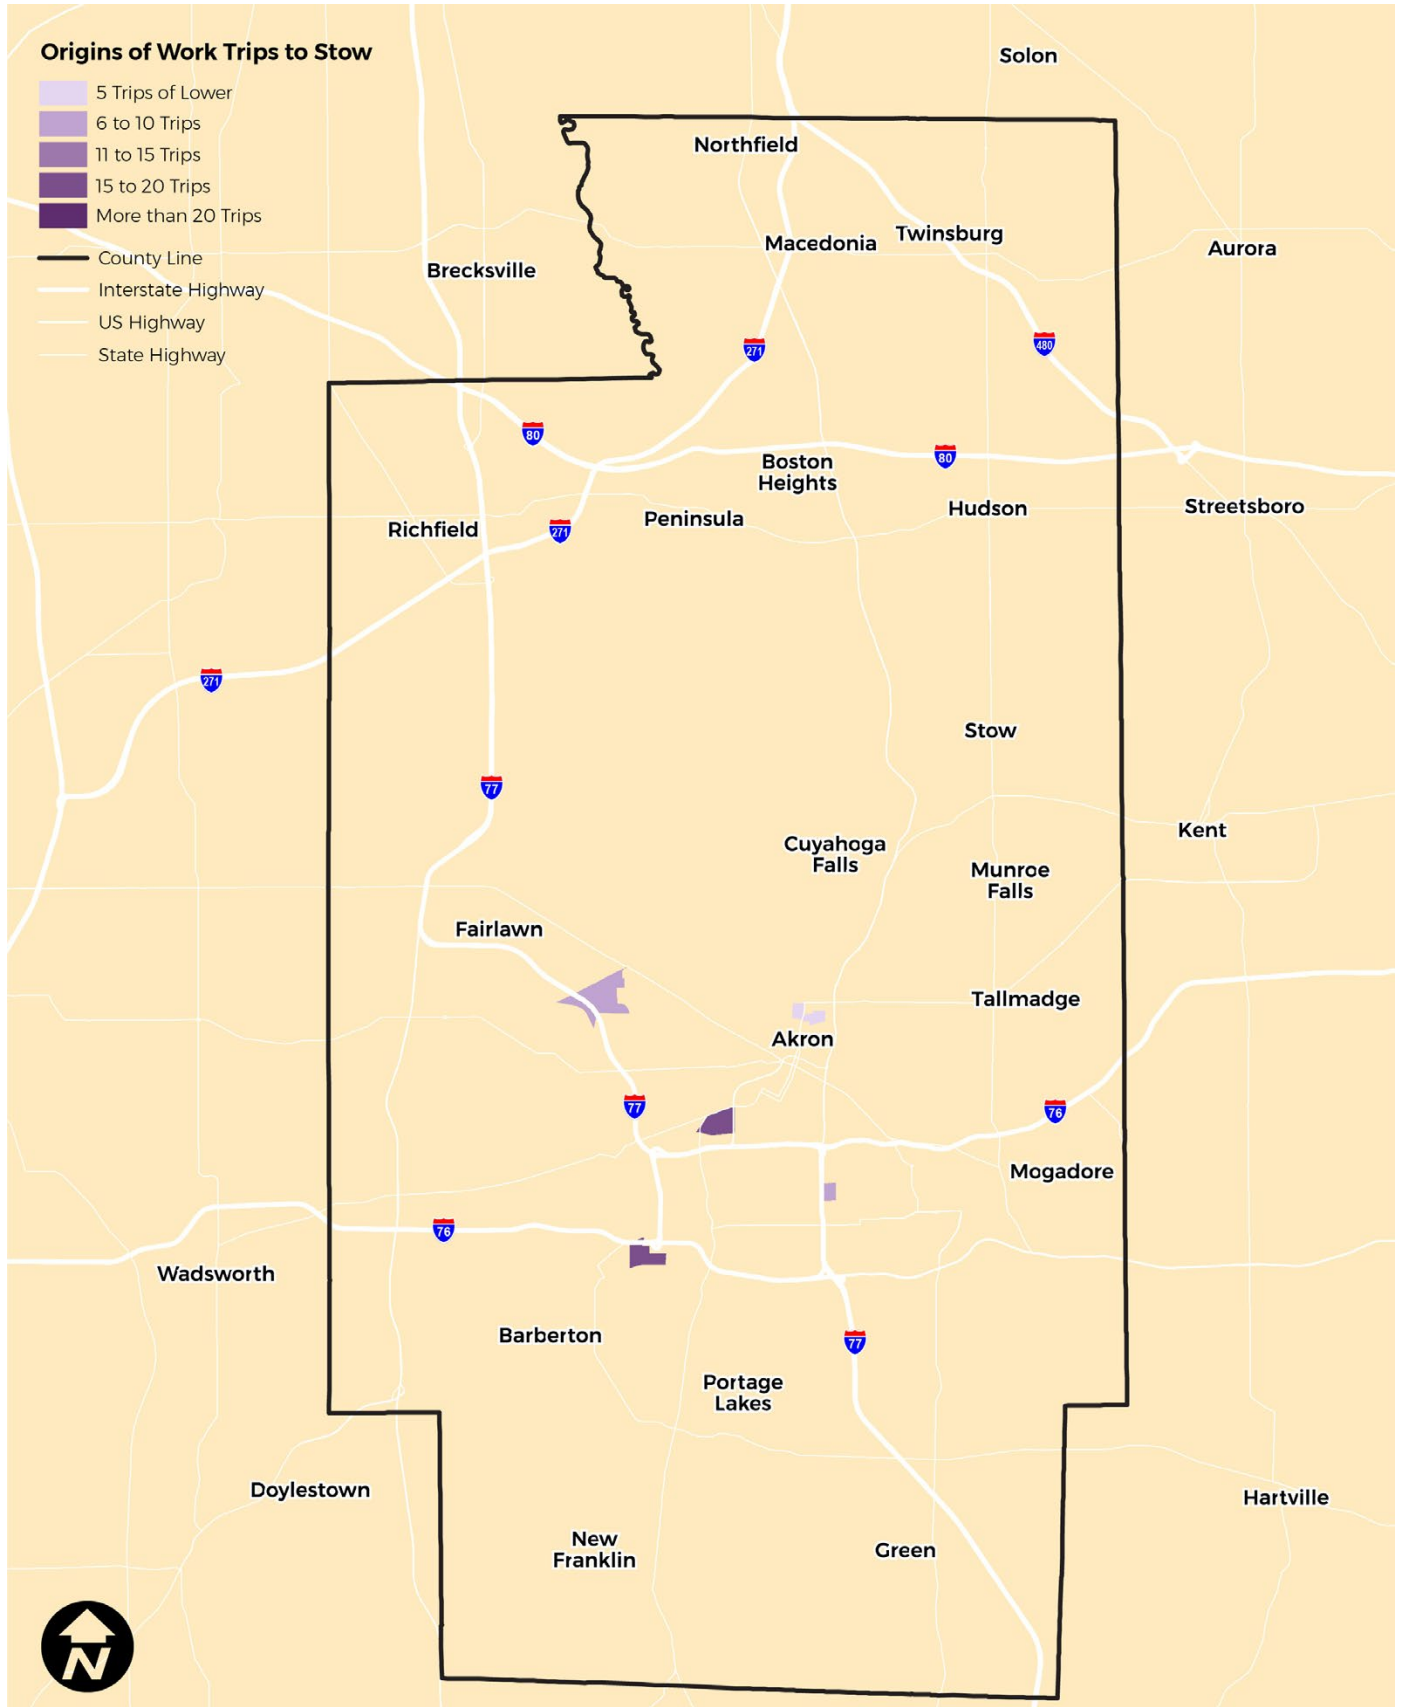 Origins of Work Trips to Stow
5 Trips of Lower
6 to 10 Trips
11 to 15 Trips
15 to 20 Trips
More than 20 Trips
County Line
Interstate Highway
US Highway
State Highway
Solon
Northfield
Twinsburg
Macedonia
Aurora
Brecksville
480
271
80
80
Boston
Heights
Streetsboro
Hudson
Peninsula
Richfield
271
271
Stow
77
Kent
Cuyahoga
Falls
Munroe
Falls
Fairlawn
Tallmadge
Akron
77
76
Mogadore
76
Wadsworth
Barberton
77
Portage
Lakes
Doylestown
Hartville
New
Franklin
Green
N